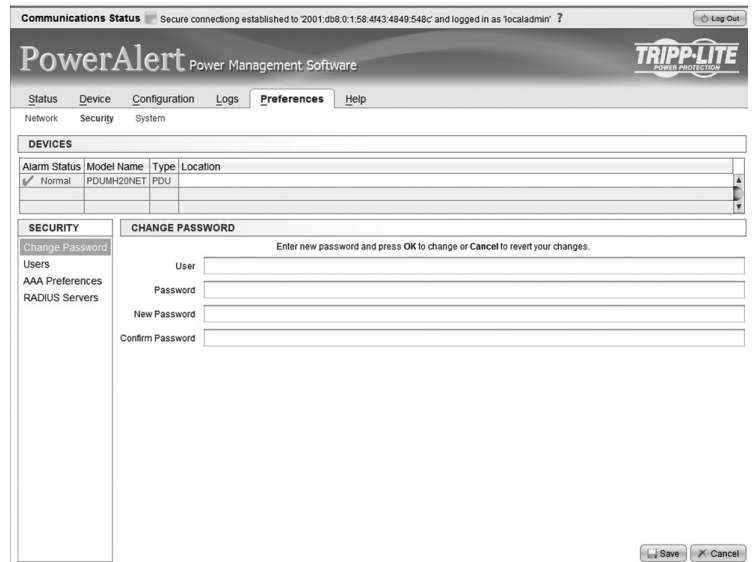 Communications Status Secure connectiong established to '2001:db8:0:1:58:4f43:4849:548c' and logged in as 'localadmin' ? Log Out
PowerAlert Power Management Software TRIPP·LITE
POWER PROTECTION
Status Device Configuration Logs Preferences Help
Network Security System
DEVICES
Alarm Status Model Name Type Location
Normal PDUMH20NET PDU
SECURITY CHANGE PASSWORD
Change Password Enter new password and press OK to change or Cancel to revert your changes.
Users User
AAA Preferences Password
RADIUS Servers
New Password
Confirm Password
Save Cancel